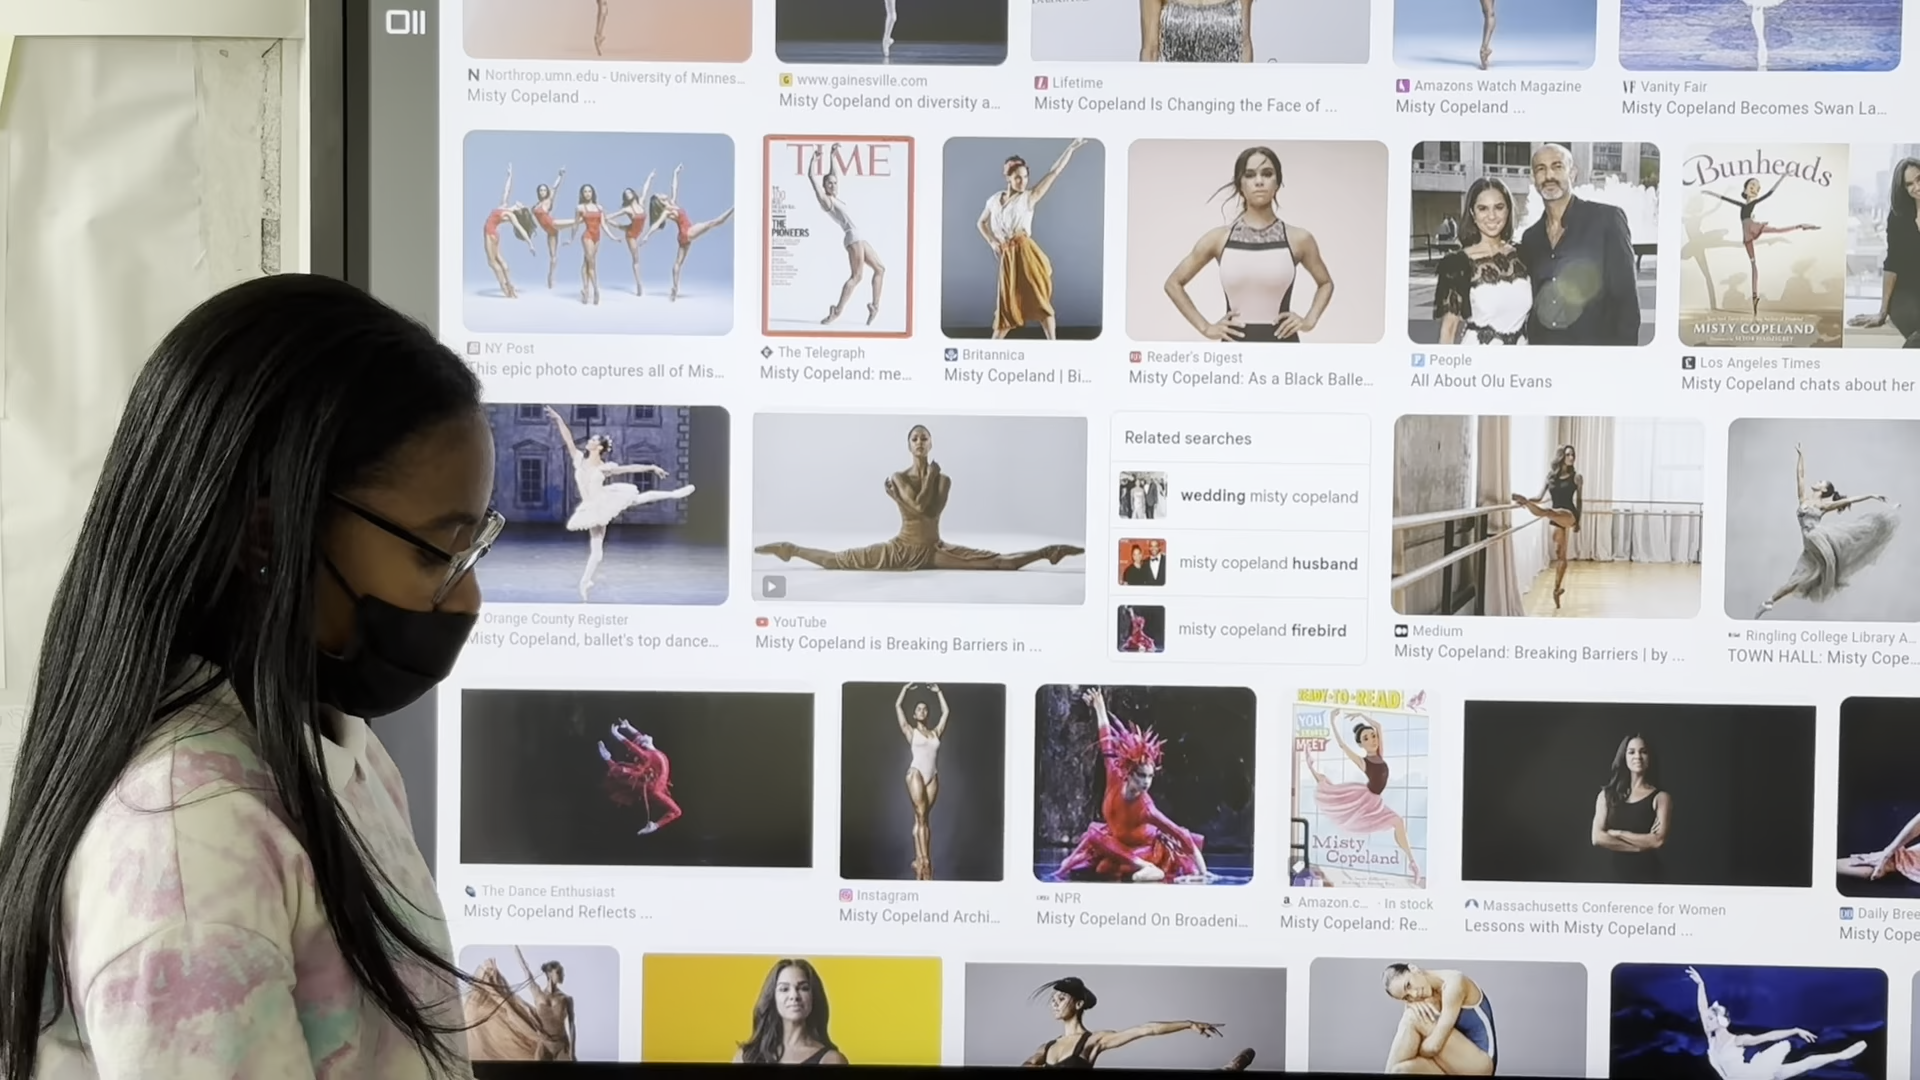 Northrop.umn.edu - University of Minnes...
Misty Copeland ...
www.gainesville.com
Misty Copeland on diversity a...
Lifetime
Misty Copeland Is Changing the Face of ...
Amazons Watch Magazine
Misty Copeland ...
VF Vanity Fair
Misty Copeland Becomes Swan La...
TIME
THE
PIONEERS
Bunheads
MISTY COPELAND
NY Post
This epic photo captures all of Mis...
The Telegraph
Misty Copeland: me...
Britannica
Misty Copeland | Bi...
Reader's Digest
Misty Copeland: As a Black Balle...
People
All About Olu Evans
Los Angeles Times
Misty Copeland chats about her
Related searches
wedding misty copeland
misty copeland husband
misty copeland firebird
Orange County Register
Misty Copeland, ballet's top dance...
YouTube
Misty Copeland is Breaking Barriers in ...
Medium
Misty Copeland: Breaking Barriers | by ...
Ringling College Library A...
TOWN HALL: Misty Cope...
READY-TO-READ
YOU
SHOULD
MEET
Misty
Copeland
The Dance Enthusiast
Misty Copeland Reflects ...
Instagram
Misty Copeland Archi...
NPR
Misty Copeland On Broadeni...
Amazon.c... · In stock
Misty Copeland: Re...
Massachusetts Conference for Women
Lessons with Misty Copeland ...
Daily Bree
Misty Cope